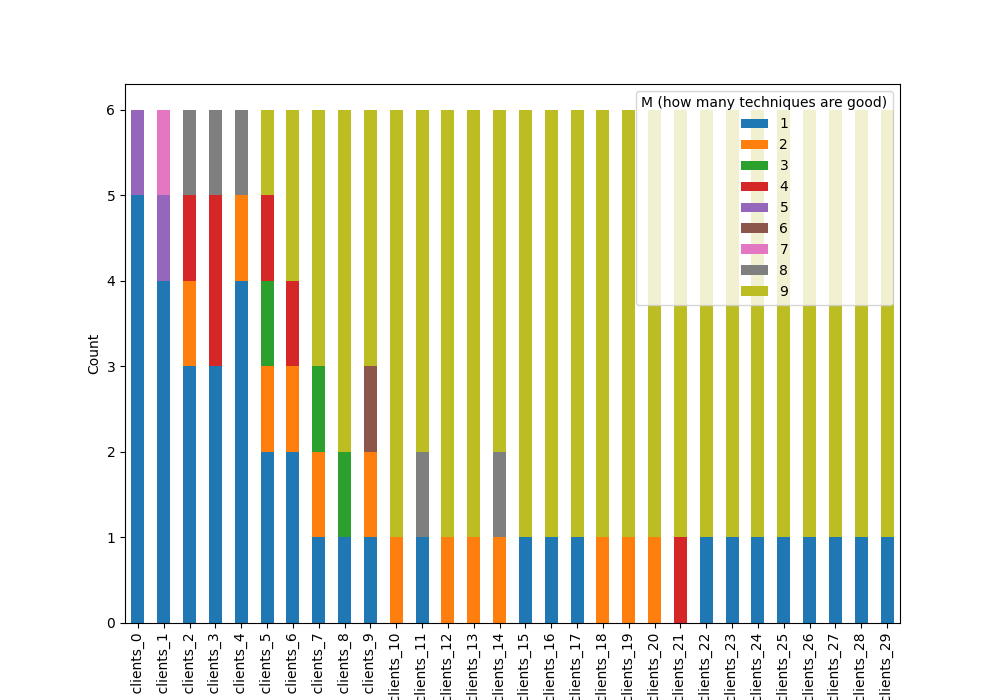 M (how many techniques are good)
1
2
3
4
5
6
7
8
9
Count
6
5
4
3
2
1
0
clients_0
clients_1
clients_2
clients_3
clients_4
clients_5
clients_6
clients_7
clients_8
clients_9
clients_10
clients_11
clients_12
clients_13
clients_14
clients_15
clients_16
clients_17
clients_18
clients_19
clients_20
clients_21
clients_22
clients_23
clients_24
clients_25
clients_26
clients_27
clients_28
clients_29